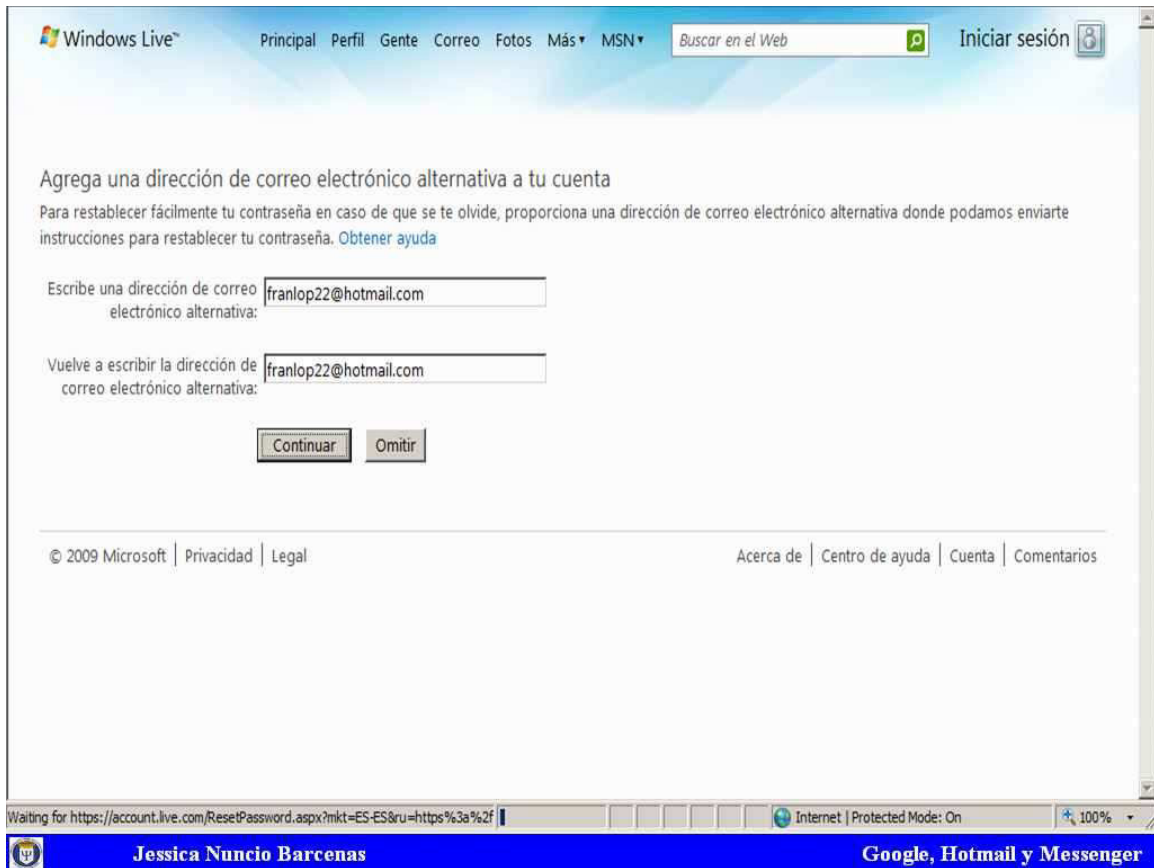 Windows Live™ Principal Perfil Gente Correo Fotos Más MSN Buscar en el Web Iniciar sesión
Agrega una dirección de correo electrónico alternativa a tu cuenta
Para restablecer fácilmente tu contraseña en caso de que se te olvide, proporciona una dirección de correo electrónico alternativa donde podamos enviarte
instrucciones para restablecer tu contraseña. Obtener ayuda
Escribe una dirección de correo franlop22@hotmail.com
electrónico alternativa:
Vuelve a escribir la dirección de franlop22@hotmail.com
correo electrónico alternativa:
Continuar Omitir
© 2009 Microsoft | Privacidad | Legal Acerca de | Centro de ayuda | Cuenta | Comentarios
Waiting for https://account.live.com/ResetPassword.aspx?mkt=ES-ES&ru=https%3a%2f Internet | Protected Mode: On 100%
Jessica Nuncio Barcenas Google, Hotmail y Messenger